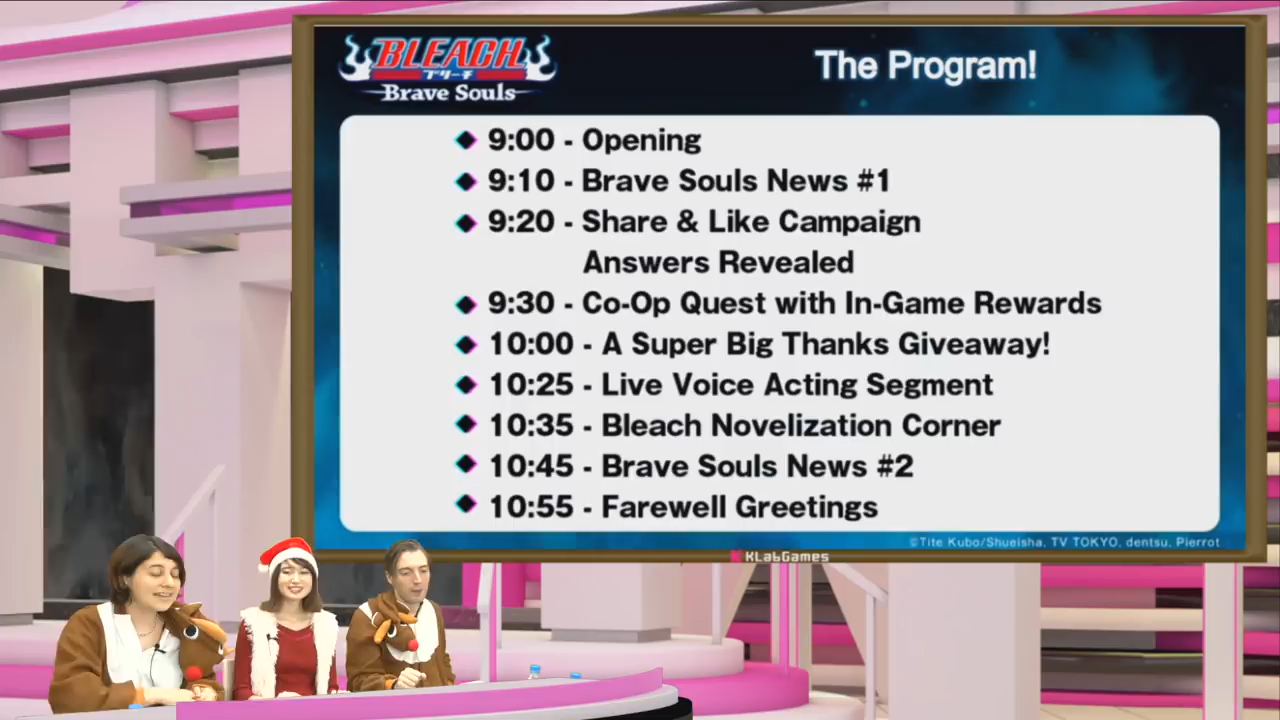 BLEACH
ブリーチ
Brave Souls
The Program!
9:00 - Opening
9:10 - Brave Souls News #1
9:20 - Share & Like Campaign
Answers Revealed
9:30 - Co-Op Quest with In-Game Rewards
10:00 - A Super Big Thanks Giveaway!
10:25 - Live Voice Acting Segment
10:35 - Bleach Novelization Corner
10:45 - Brave Souls News #2
10:55 - Farewell Greetings
©Tite Kubo/Shueisha, TV TOKYO, dentsu, Pierrot
KLabGames